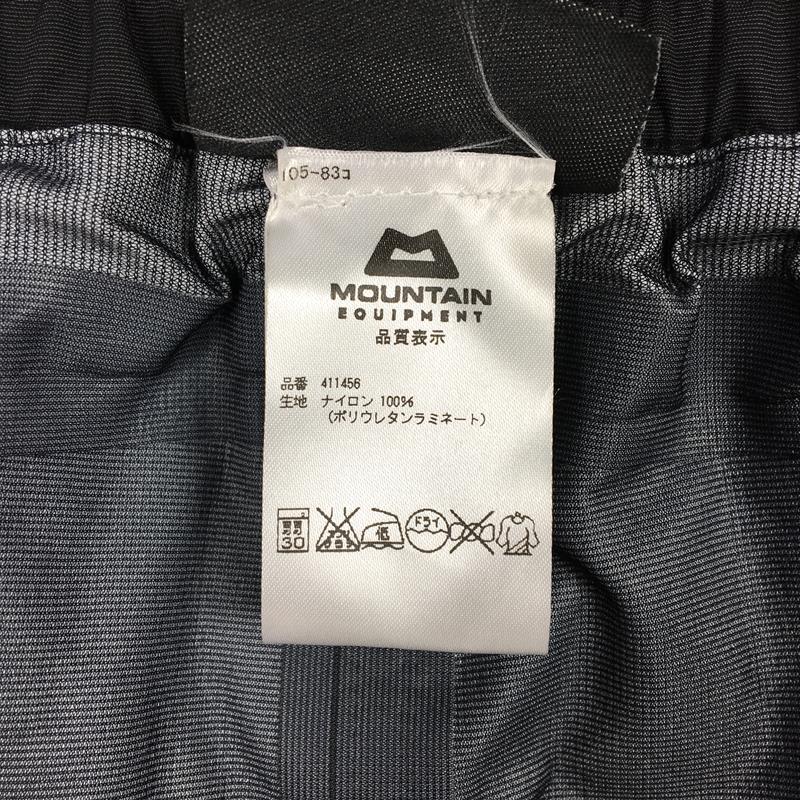 105-83コ
MOUNTAIN
EQUIPMENT
品質表示
品番 411456
生地 ナイロン 100%
(ポリウレタンラミネート)
30 低 ドライ